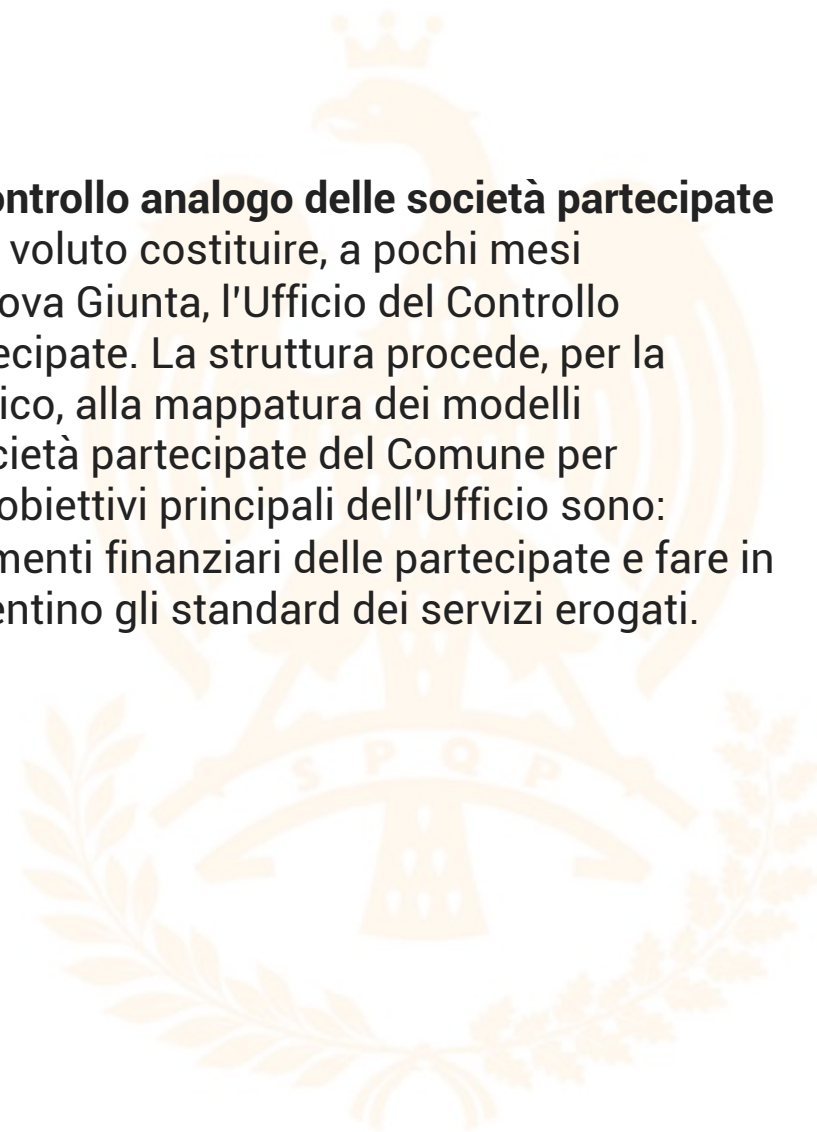 ontrollo analogo delle società partecipate
voluto costituire, a pochi mesi
ova Giunta, l'Ufficio del Controllo
ecipate. La struttura procede, per la
ico, alla mappatura dei modelli
cietà partecipate del Comune per
obiettivi principali dell'Ufficio sono:
menti finanziari delle partecipate e fare in
entino gli standard dei servizi erogati.
S P Q P